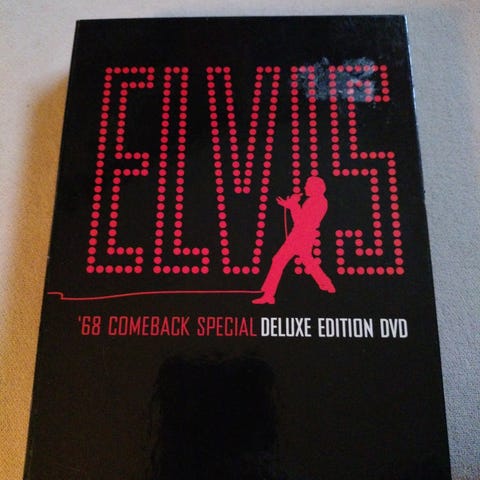 ELVIS
'68 COMEBACK SPECIAL DELUXE EDITION DVD